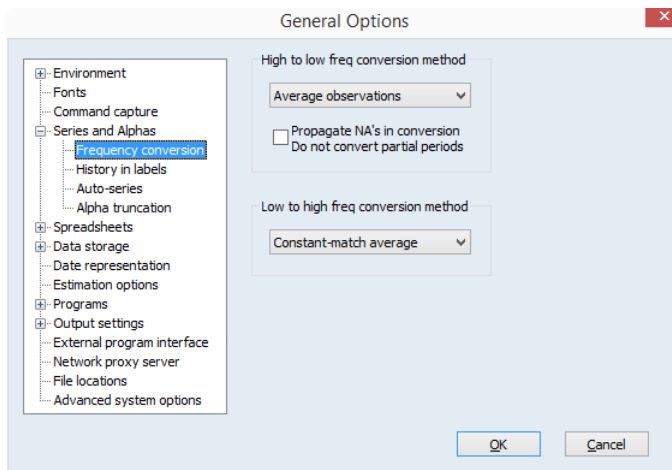 General Options
Environment
Fonts
Command capture
Series and Alphas
Frequency conversion
History in labels
Auto-series
Alpha truncation
Spreadsheets
Data storage
Date representation
Estimation options
Programs
Output settings
External program interface
Network proxy server
File locations
Advanced system options
High to low freq conversion method
Average observations
Propagate NA's in conversion
Do not convert partial periods
Low to high freq conversion method
Constant-match average
OK
Cancel